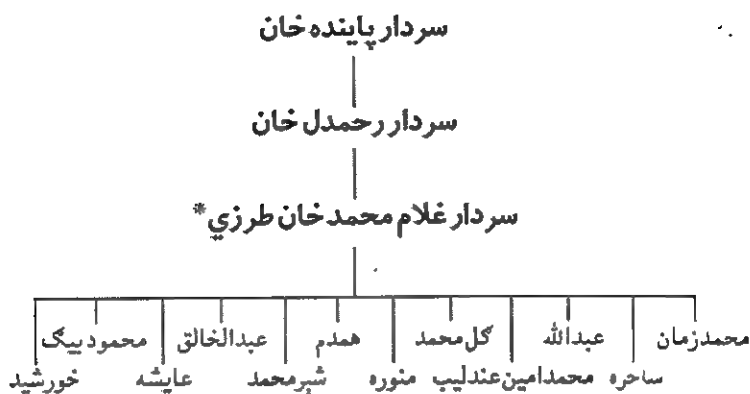 سردار پاینده خان
سردار رحمدل خان
سردار غلام محمد خان طرزي*
محمدزمان عبدالله گل محمد همدم عبدالخالق محمود بیگ
ساحره محمدامین عندلیب منوره شیرمحمد عایشه خورشید